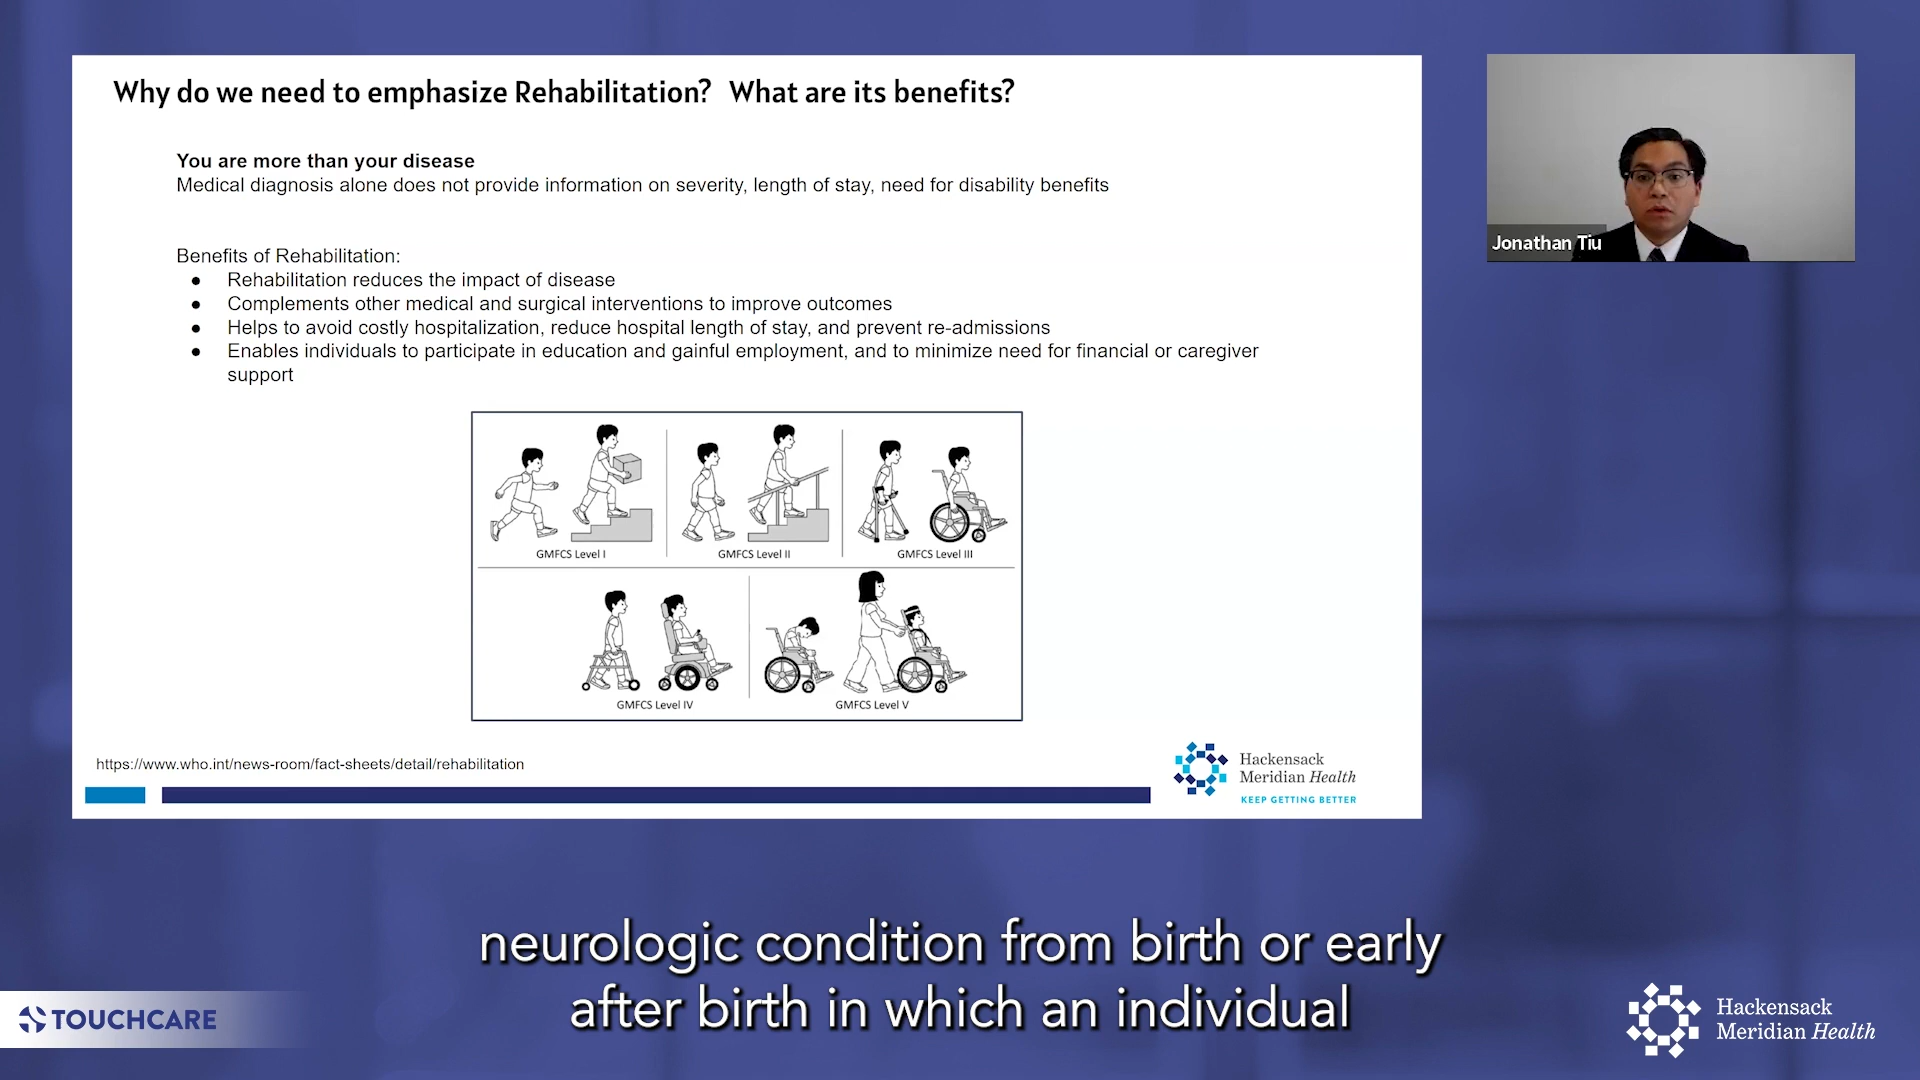 Why do we need to emphasize Rehabilitation? What are its benefits?
You are more than your disease
Medical diagnosis alone does not provide information on severity, length of stay, need for disability benefits
Benefits of Rehabilitation:
● Rehabilitation reduces the impact of disease
● Complements other medical and surgical interventions to improve outcomes
● Helps to avoid costly hospitalization, reduce hospital length of stay, and prevent re-admissions
● Enables individuals to participate in education and gainful employment, and to minimize need for financial or caregiver
support
GMFCS Level I
GMFCS Level II
GMFCS Level III
GMFCS Level IV
GMFCS Level V
https://www.who.int/news-room/fact-sheets/detail/rehabilitation
Hackensack
Meridian Health
KEEP GETTING BETTER
Jonathan Tiu
neurologic condition from birth or early
after birth in which an individual
TOUCHCARE
Hackensack
Meridian Health